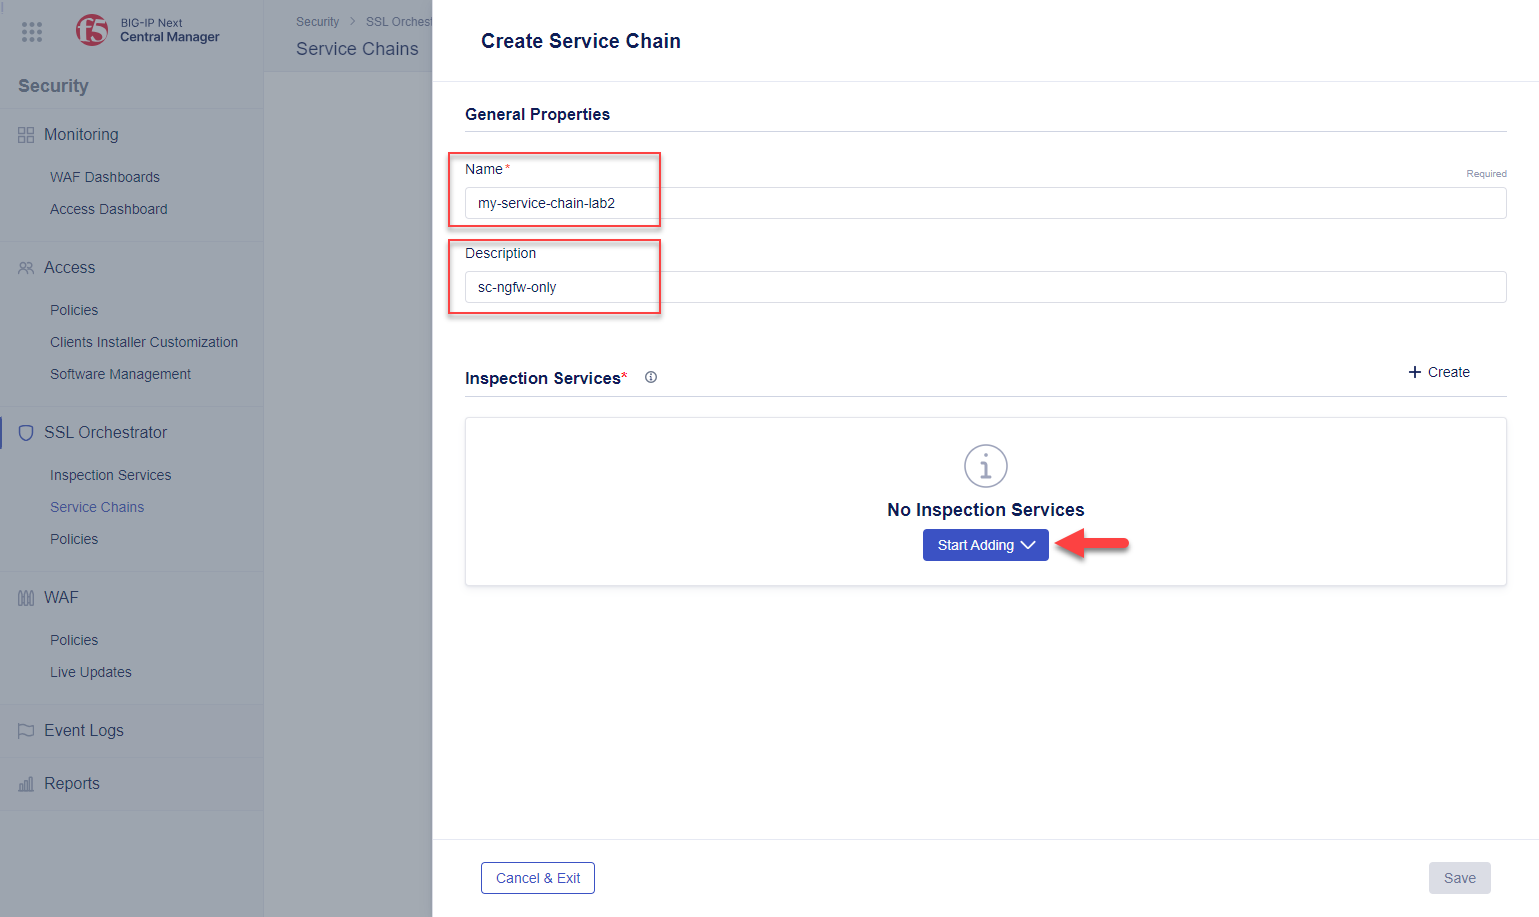 f5
BIG-IP Next
Central Manager
Security
Monitoring
WAF Dashboards
Access Dashboard
Access
Policies
Clients Installer Customization
Software Management
SSL Orchestrator
Inspection Services
Service Chains
Policies
WAF
Policies
Live Updates
Event Logs
Reports
Security > SSL Orchest
Service Chains
Create Service Chain
General Properties
Name*
Required
my-service-chain-lab2
Description
sc-ngfw-only
Inspection Services*
+ Create
No Inspection Services
Start Adding
Cancel & Exit
Save